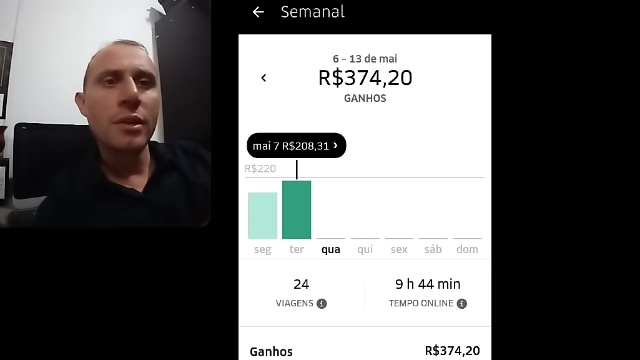 ← Semanal
6 - 13 de mai
‹ R$374,20
GANHOS
mai 7 R$208,31 ›
R$220
seg ter qua qui sex sáb dom
24 9 h 44 min
VIAGENS TEMPO ONLINE
Ganhos R$374,20